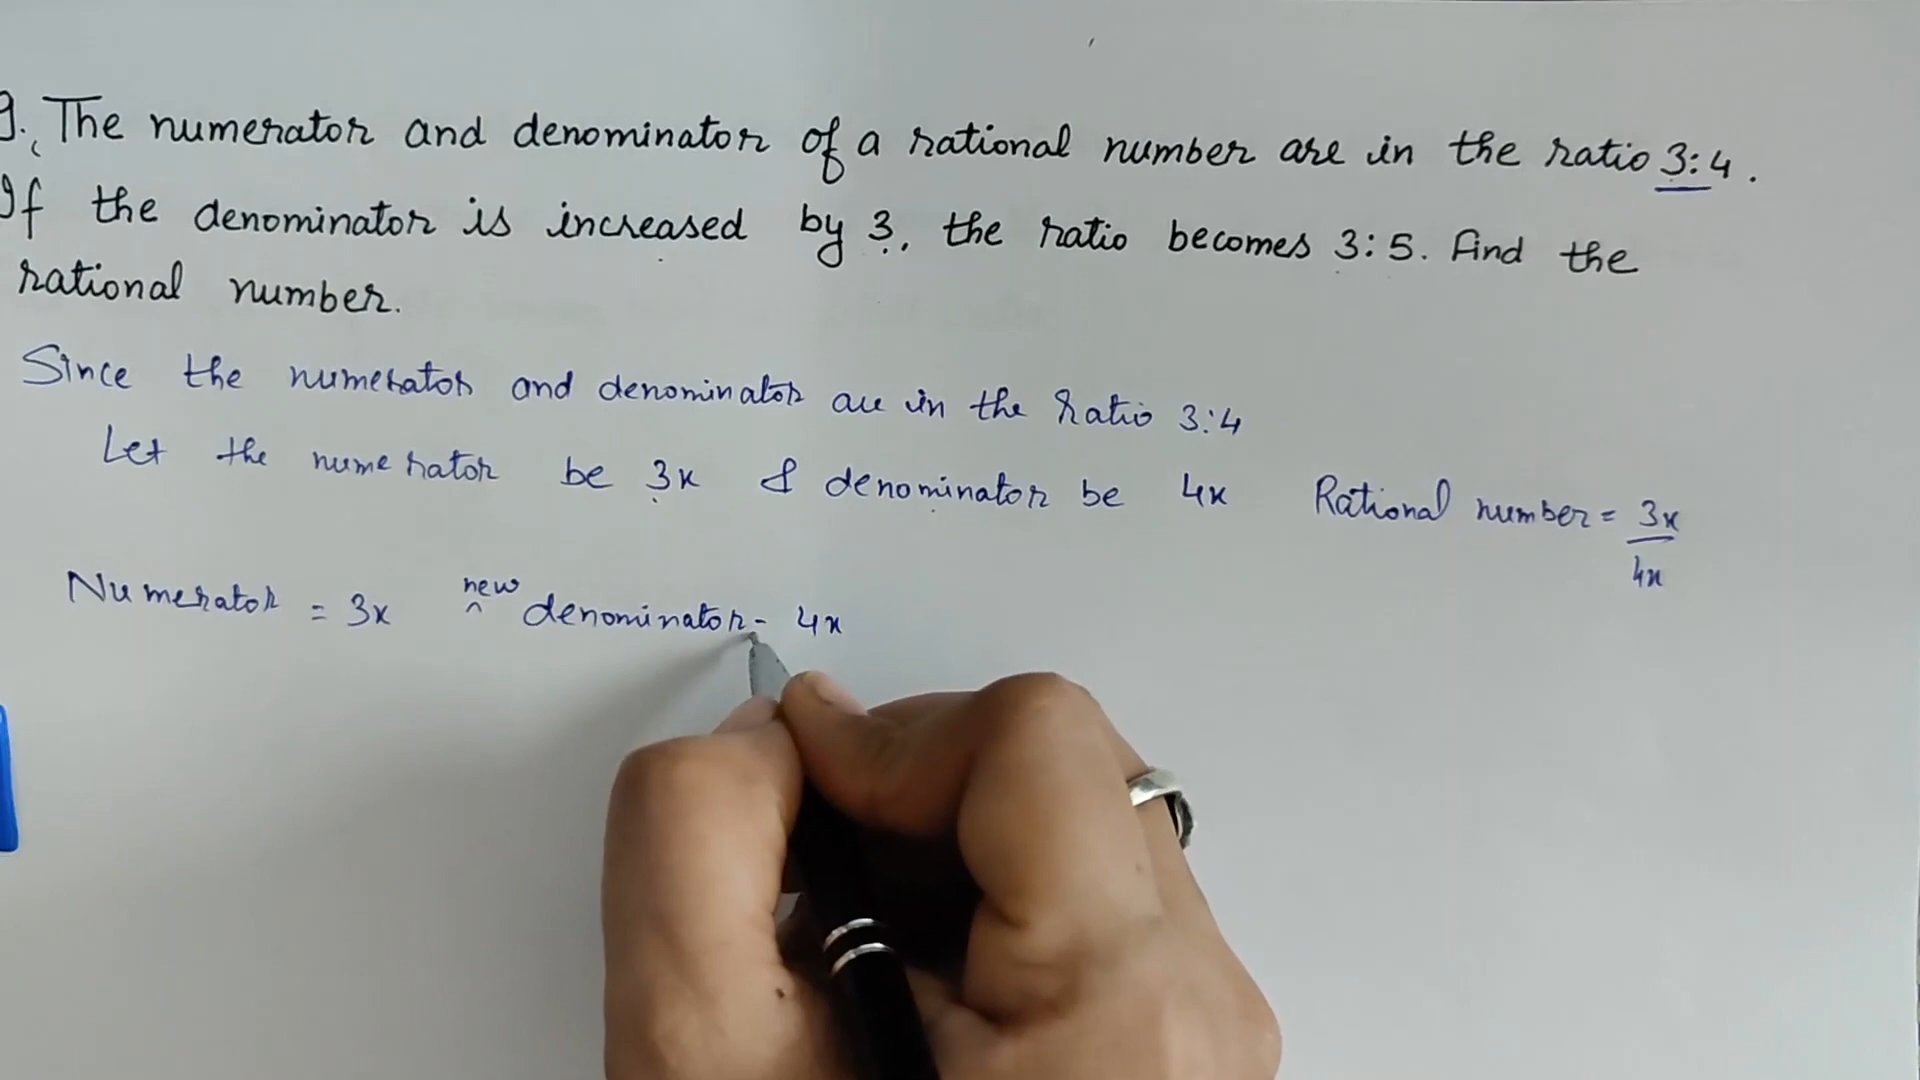 9. The numerator and denominator of a rational number are in the ratio 3:4.
If the denominator is increased by 3, the ratio becomes 3:5. Find the
rational number.
Since the numerator and denominator are in the ratio 3:4
Let the numerator be 3x & denominator be 4x Rational number = 3x
4x
Numerator = 3x new ^ denominator - 4x